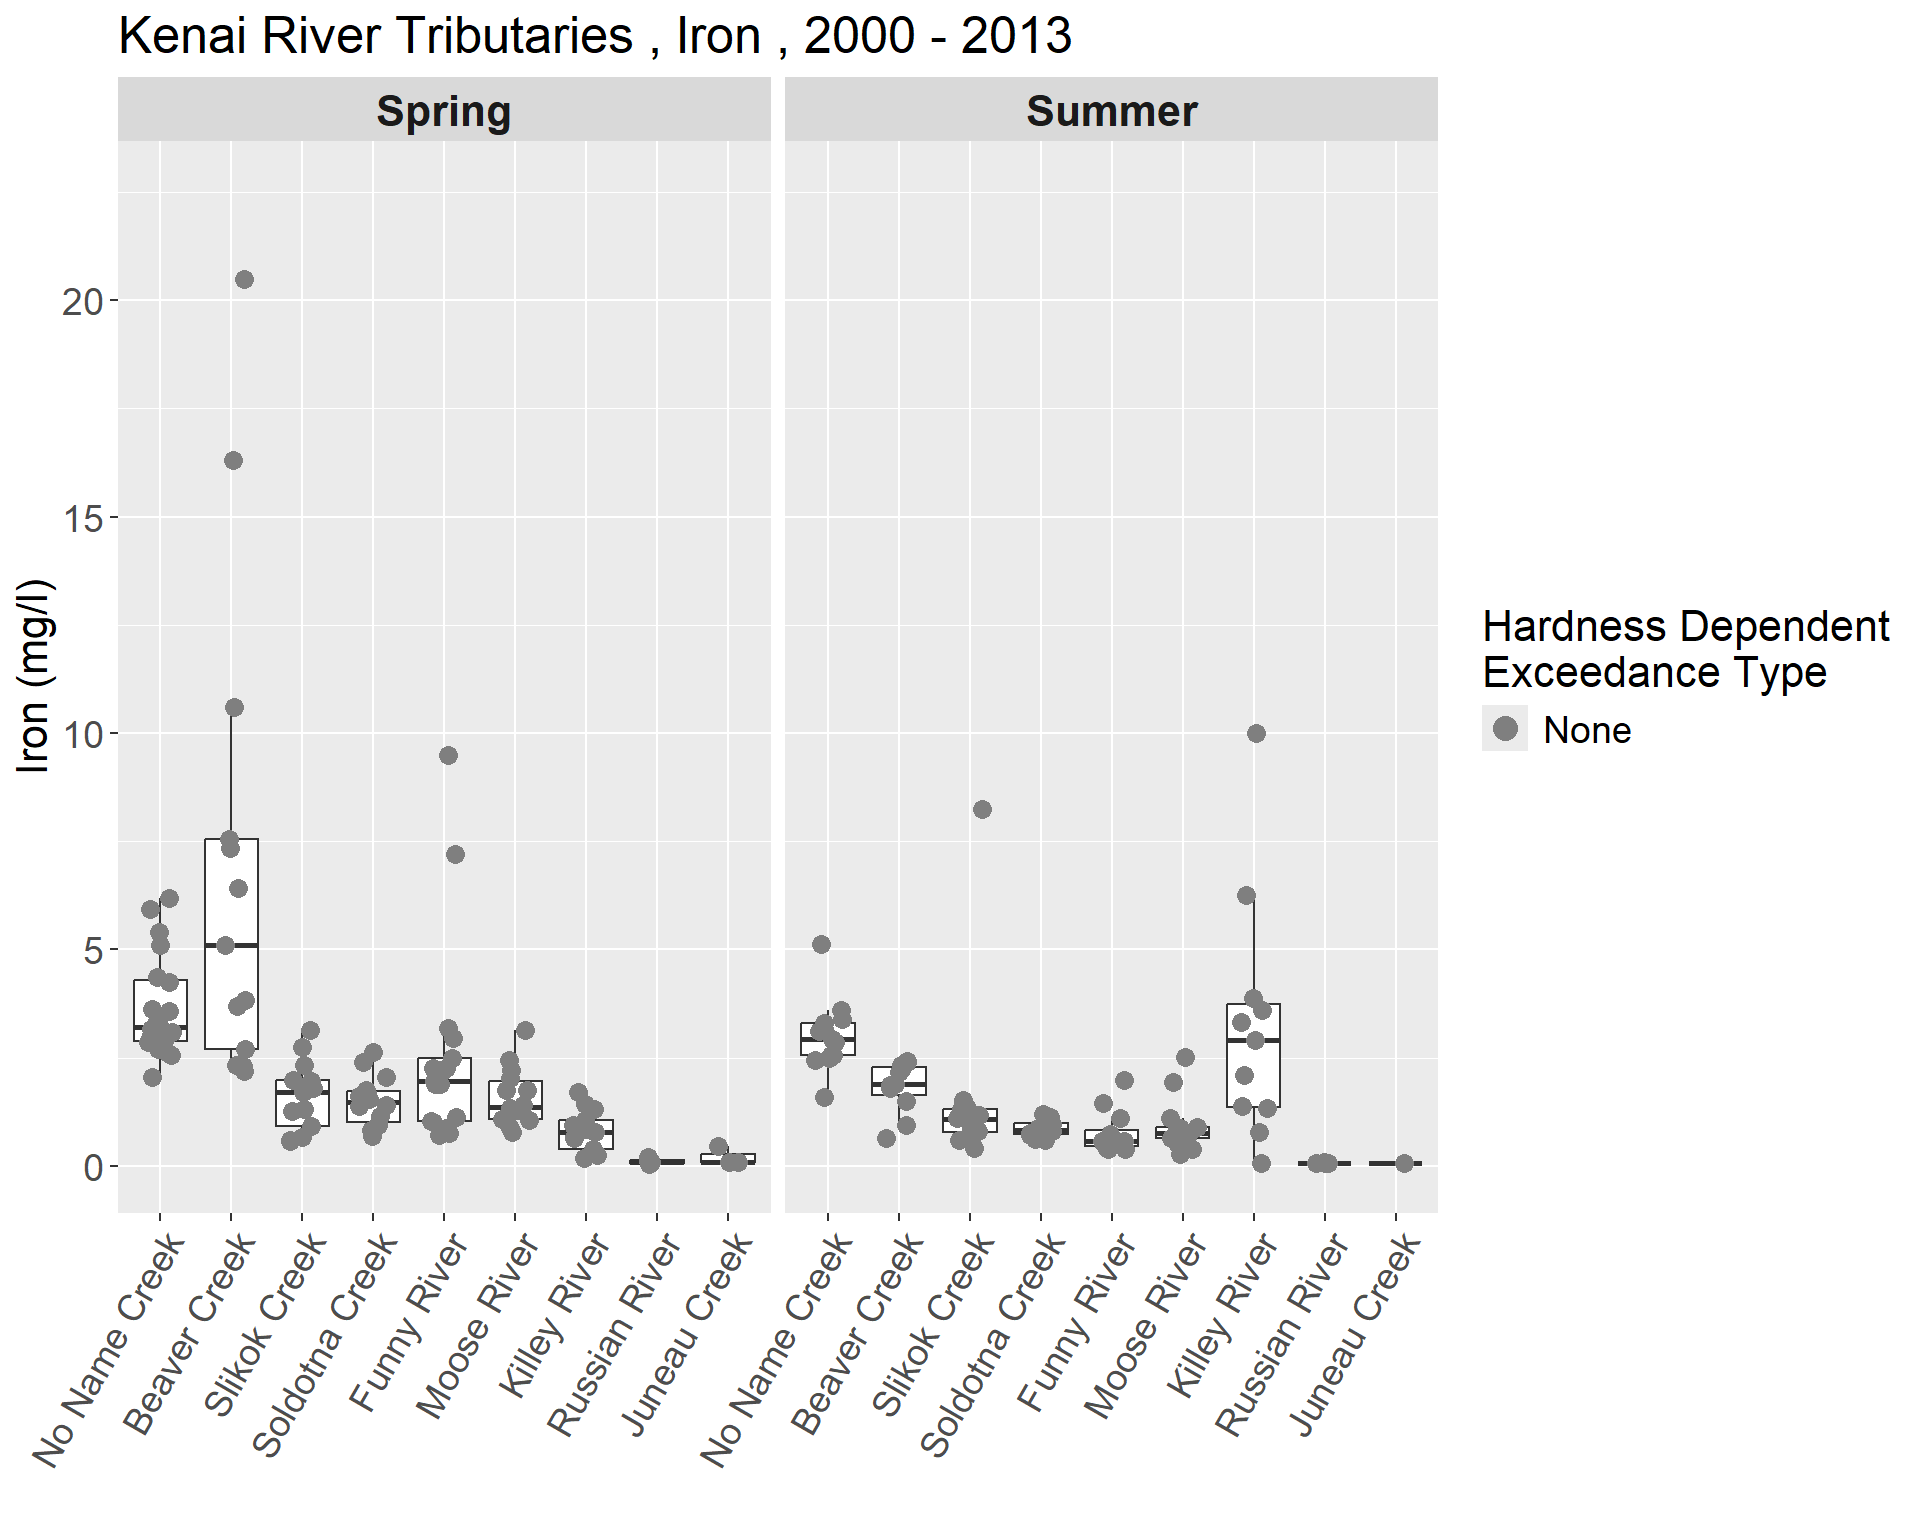 Kenai River Tributaries , Iron , 2000 - 2013
Spring
Summer
Iron (mg/l)
20
15
10
5
0
No Name Creek
Beaver Creek
Slikok Creek
Soldotna Creek
Funny River
Moose River
Killey River
Russian River
Juneau Creek
No Name Creek
Beaver Creek
Slikok Creek
Soldotna Creek
Funny River
Moose River
Killey River
Russian River
Juneau Creek
Hardness Dependent
Exceedance Type
None